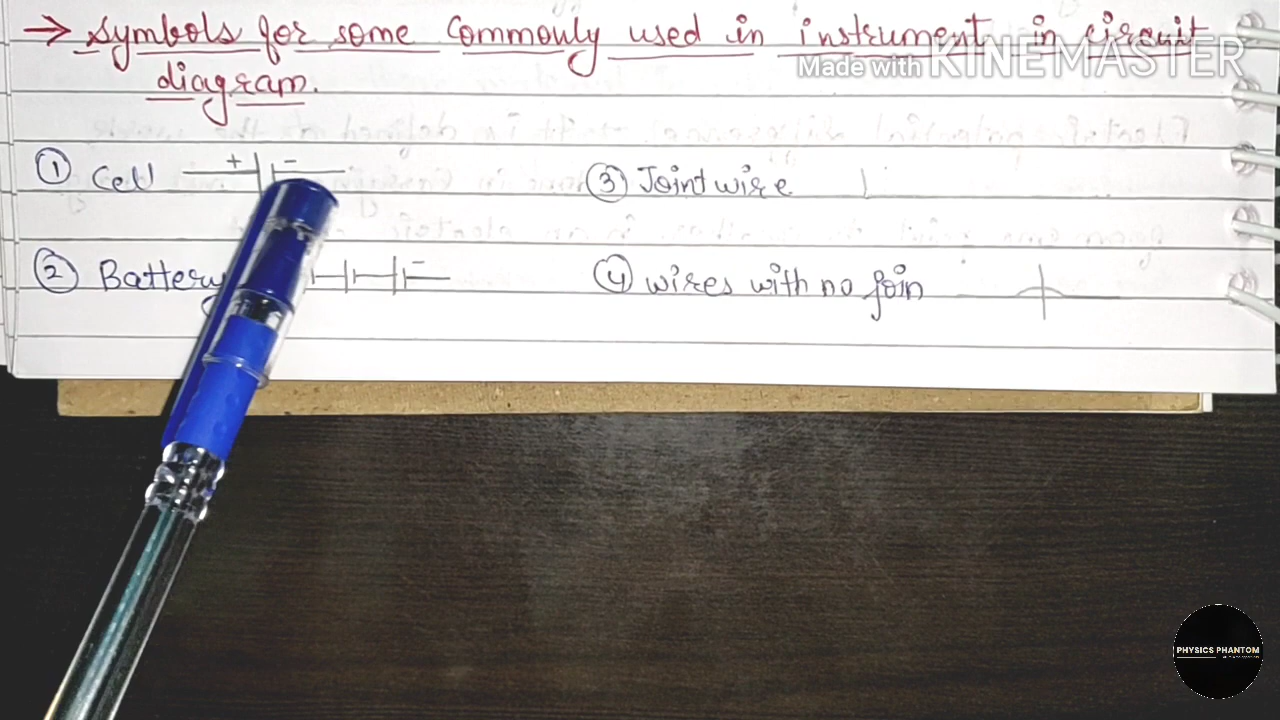 → Symbols for some commonly used in instrument in circuit
diagram.
Made with KINEMASTER
① Cell + -
③ Joint wire
② Battery -
④ wires with no join
PHYSICS PHANTOM